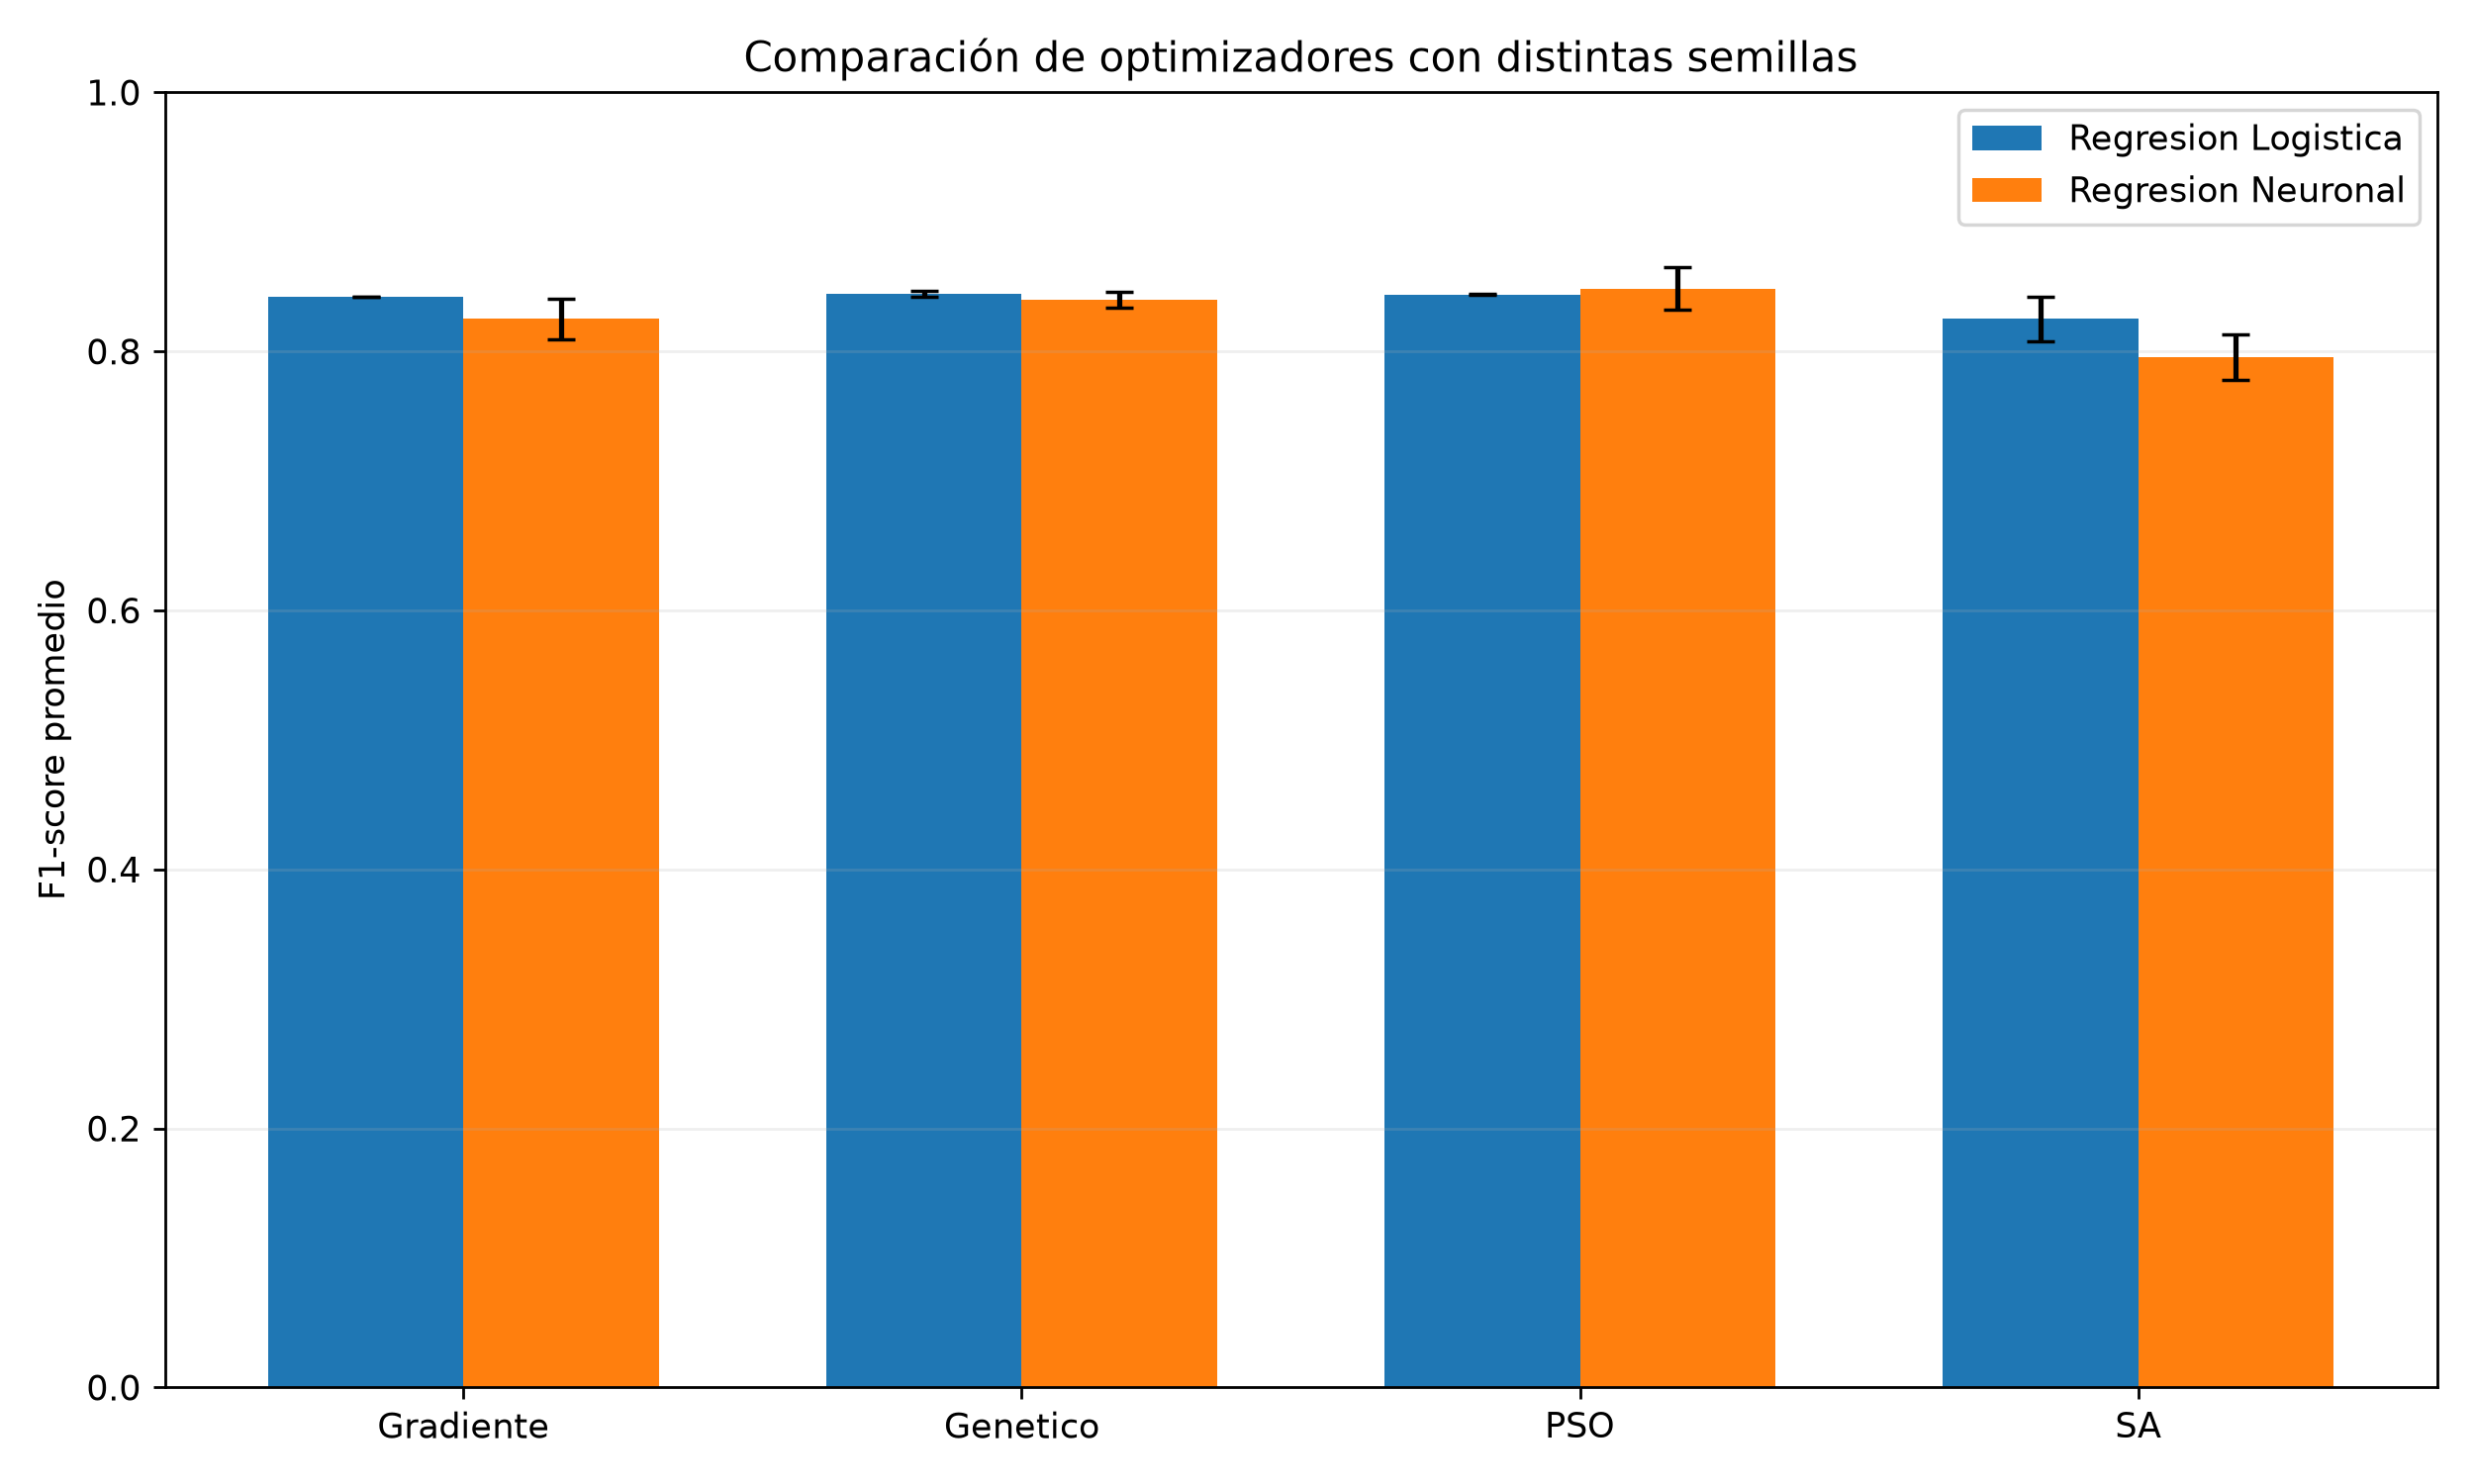 Comparación de optimizadores con distintas semillas
1.0
0.8
0.6
0.4
0.2
0.0
F1-score promedio
Regresion Logistica
Regresion Neuronal
Gradiente
Genetico
PSO
SA